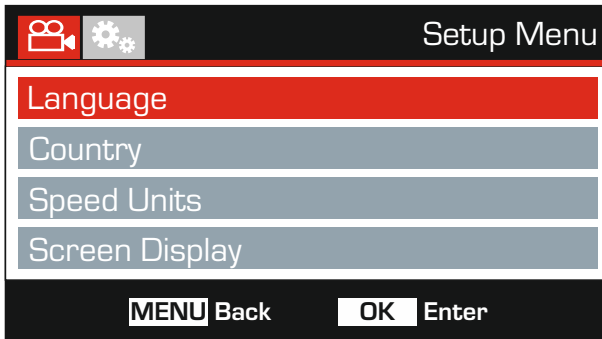 Setup Menu
Language
Country
Speed Units
Screen Display
MENU Back OK Enter